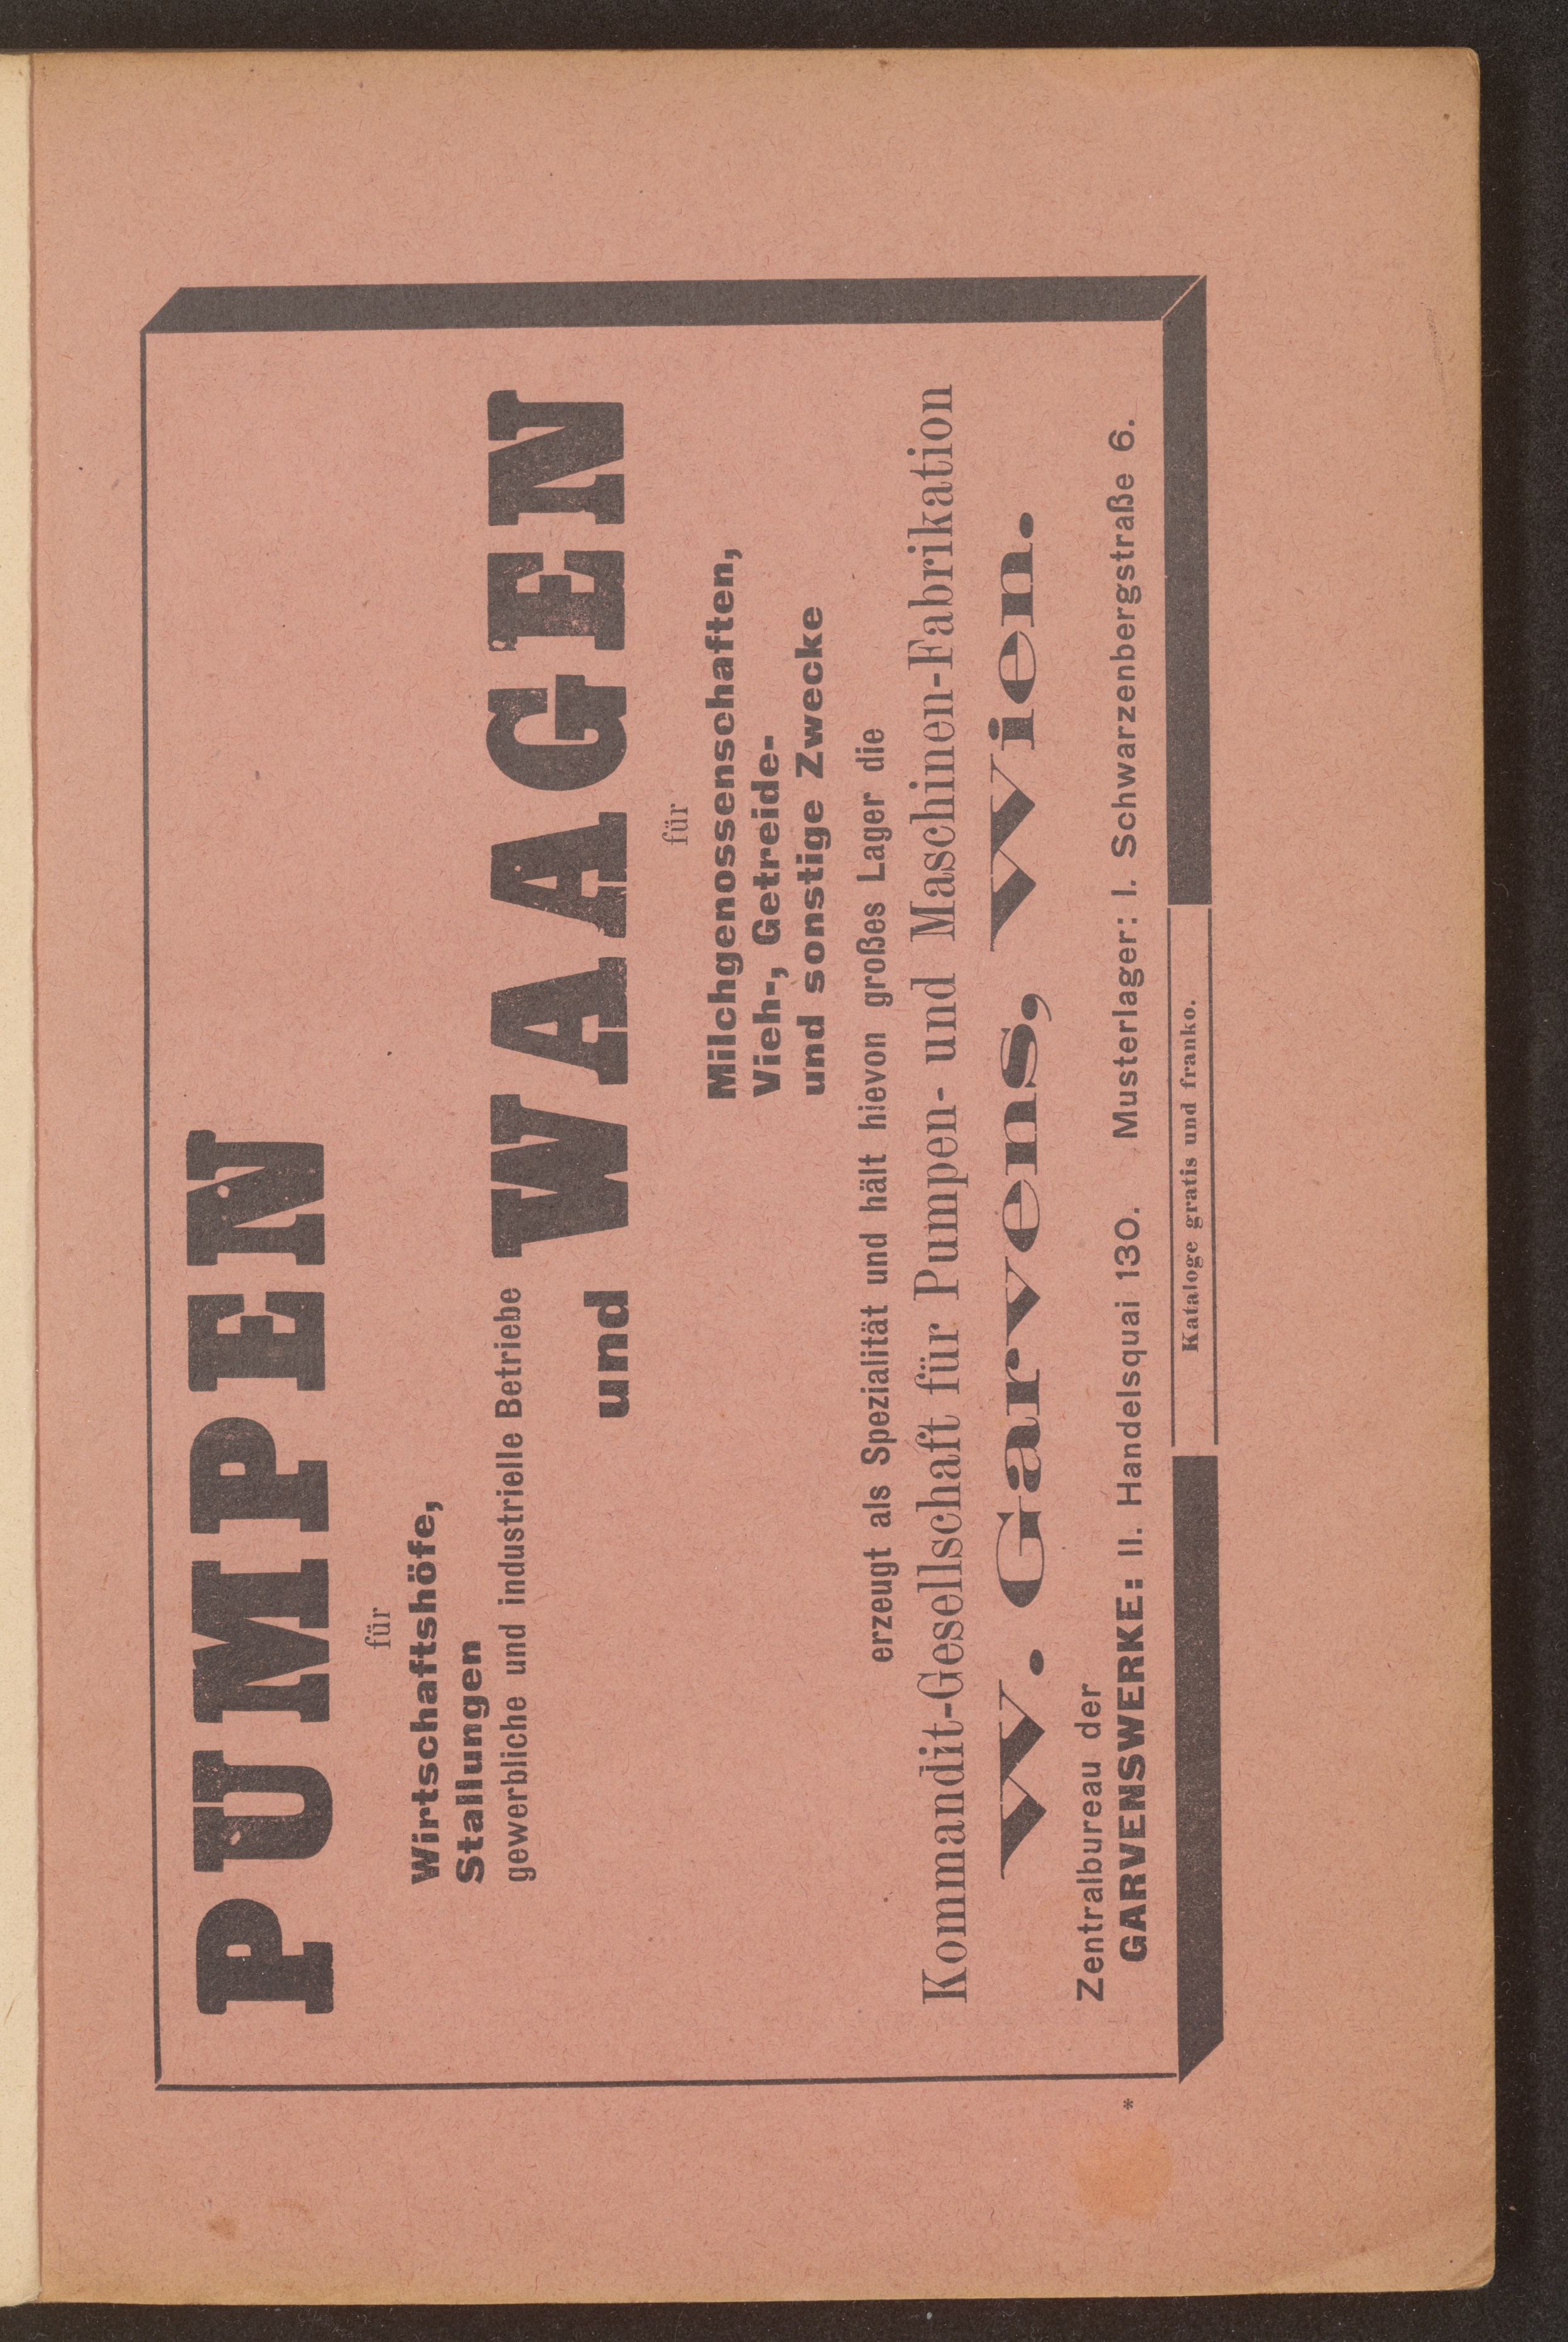 PUMPEN
für
Wirtschaftshöfe,
Stallungen
gewerbliche und industrielle Betriebe
und WAAGEN
für
Milchgenossenschaften,
Vieh-, Getreide-
und sonstige Zwecke
erzeugt als Spezialität und hält hievon großes Lager die
Kommandit-Gesellschaft für Pumpen- und Maschinen-Fabrikation
W. Garvens, Wien.
Zentralbureau der
GARVENSWERKE: II. Handelsquai 130. Musterlager: I. Schwarzenbergstraße 6.
Kataloge gratis und franko.
*